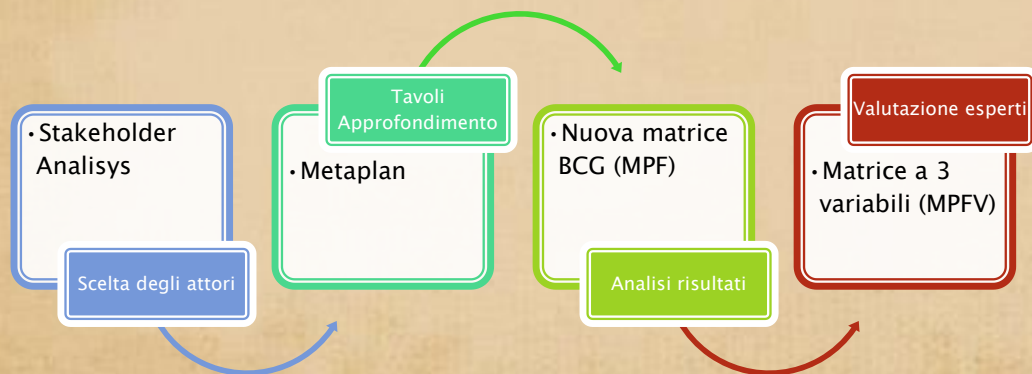 • Stakeholder
Analisys
Scelta degli attori
Tavoli
Approfondimento
• Metaplan
• Nuova matrice
BCG (MPF)
Analisi risultati
Valutazione esperti
• Matrice a 3
variabili (MPFV)